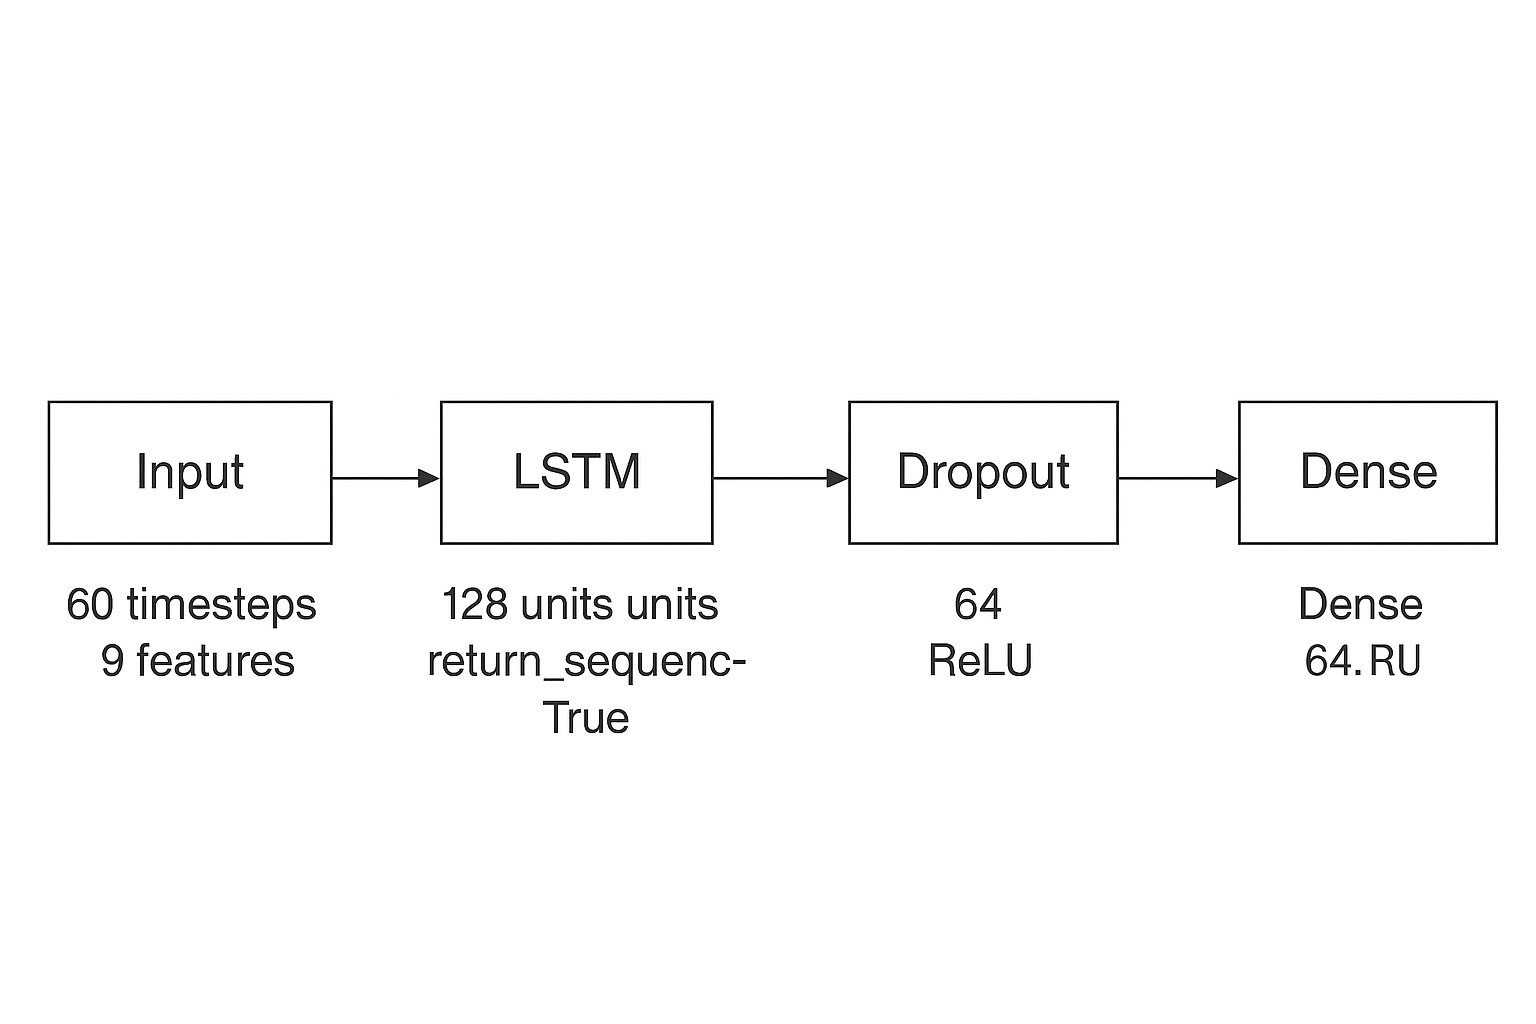 Input
LSTM
Dropout
Dense
60 timesteps
9 features
128 units units
return_sequenc-
True
64
ReLU
Dense
64.RU